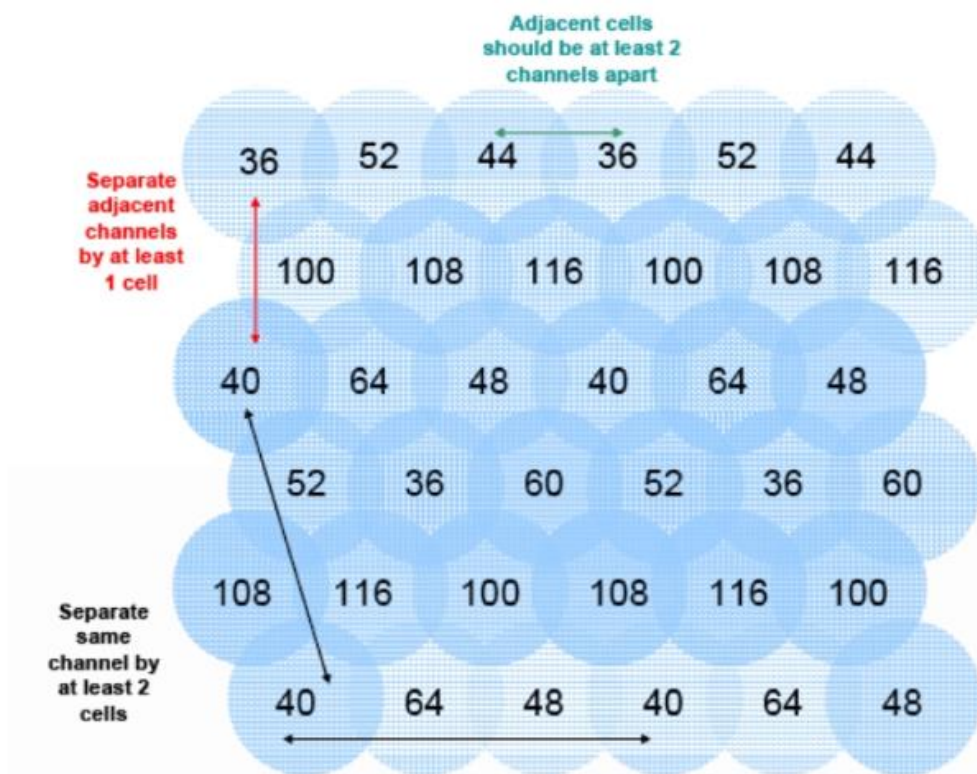 Adjacent cells
should be at least 2
channels apart
36 52 44 36 52 44
Separate
adjacent
channels
by at least
1 cell
100 108 116 100 108 116
40 64 48 40 64 48
52 36 60 52 36 60
108 116 100 108 116 100
Separate
same
channel by
at least 2
cells
40 64 48 40 64 48